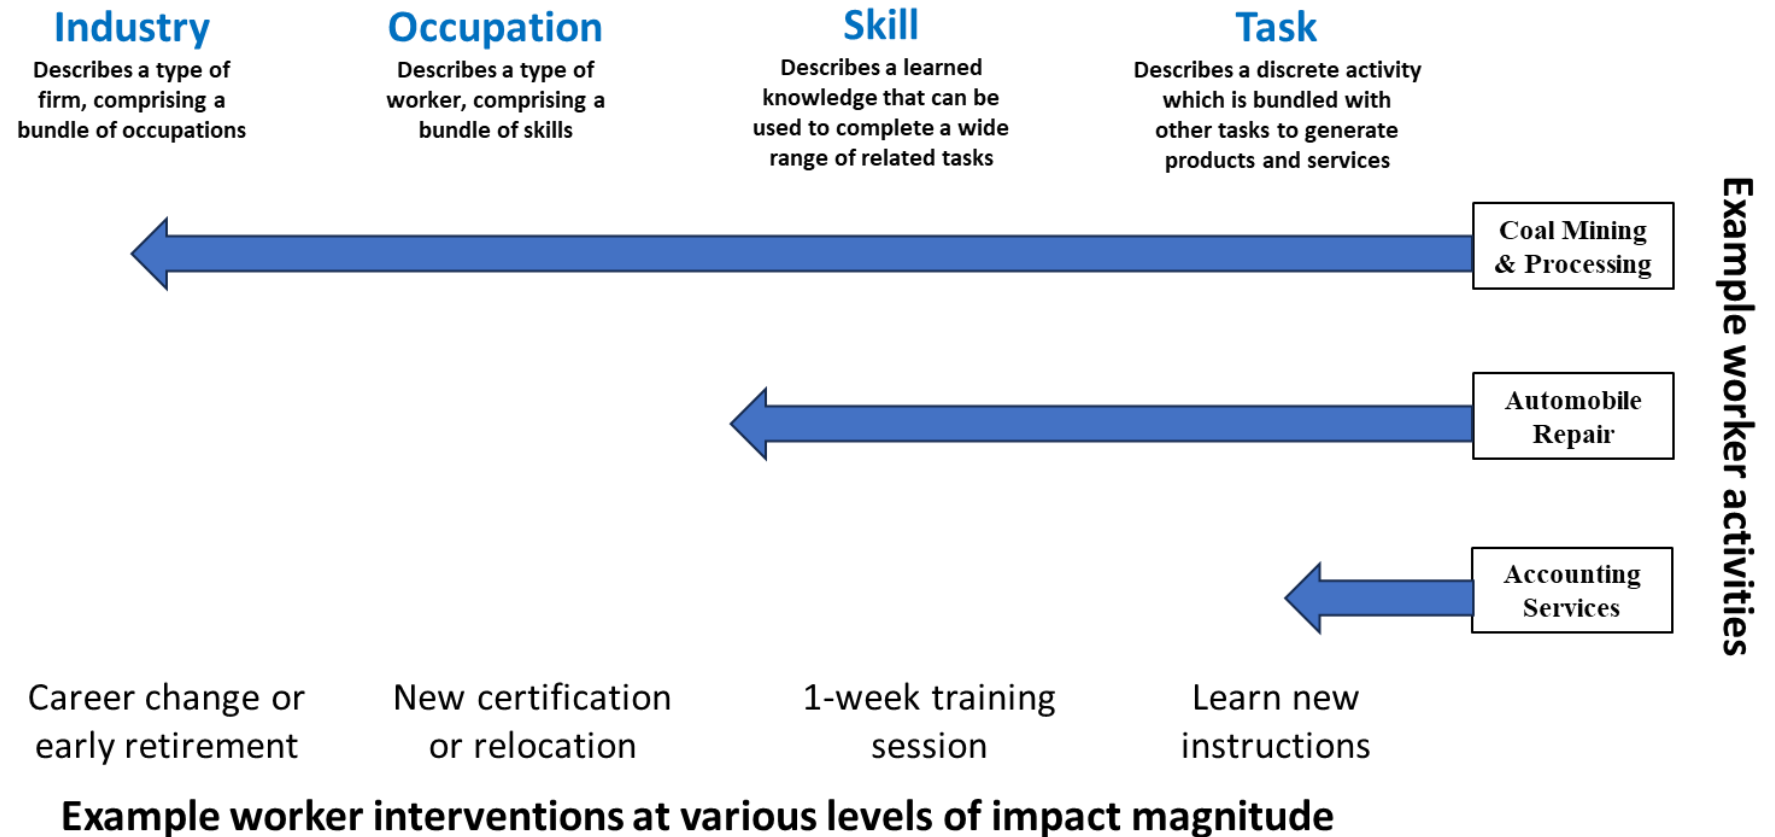 Industry
Describes a type of
firm, comprising a
bundle of occupations
Occupation
Describes a type of
worker, comprising a
bundle of skills
Skill
Describes a learned
knowledge that can be
used to complete a wide
range of related tasks
Task
Describes a discrete activity
which is bundled with
other tasks to generate
products and services
Coal Mining
& Processing
Automobile
Repair
Accounting
Services
Example worker activities
Career change or
early retirement
New certification
or relocation
1-week training
session
Learn new
instructions
Example worker interventions at various levels of impact magnitude